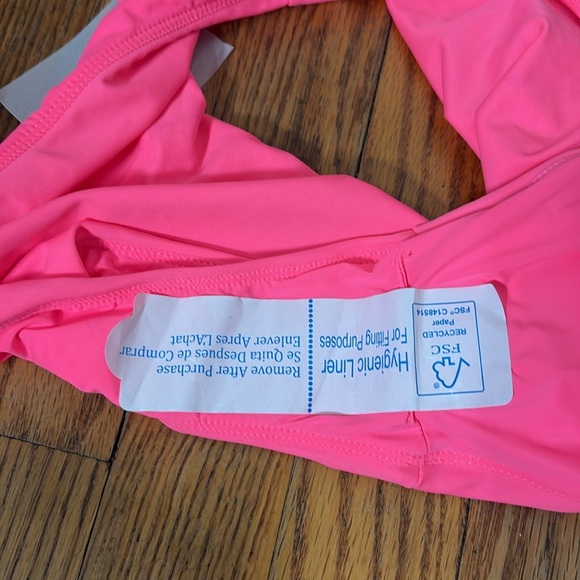 Hygienic Liner
For Fitting Purposes
Remove After Purchase
Se Quita Despues de Comprar
Enlever Apres L'Achat
®
FSC
RECYCLED
Paper
FSC® C148514